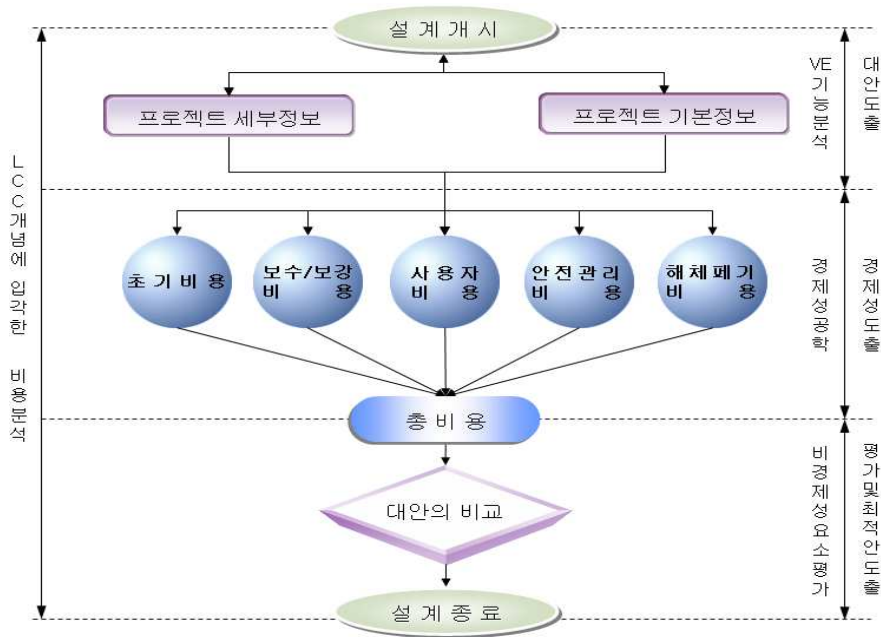 설계개시
프로젝트 세부정보
프로젝트 기본정보
VE기능분석
대안도출
LCC개념에 입각한 비용분석
초기비용
보수/보강
비용
사용자
비용
안전관리
비용
해체폐기
비용
경제성공학
경제성도출
총비용
대안의 비교
비경제성요소평가
평가및최적안도출
설계종료